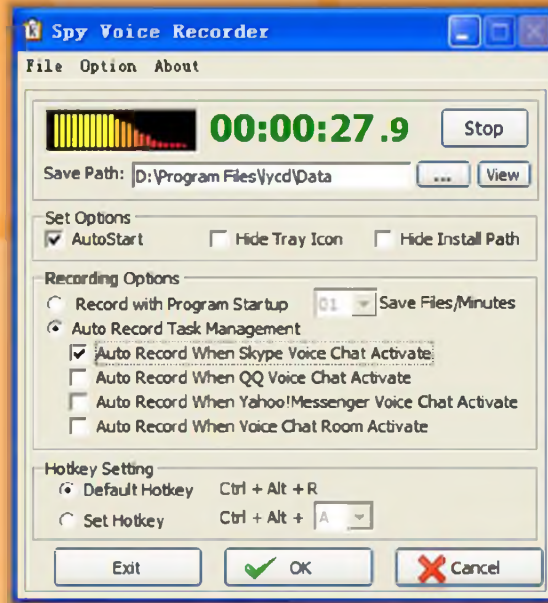 Spy Voice Recorder
File Option About
00:00:27.9 Stop
Save Path: D:\Program Files\ycd\Data ... View
Set Options
AutoStart Hide Tray Icon Hide Install Path
Recording Options
Record with Program Startup 01 Save Files/Minutes
Auto Record Task Management
Auto Record When Skype Voice Chat Activate
Auto Record When QQ Voice Chat Activate
Auto Record When Yahoo!Messenger Voice Chat Activate
Auto Record When Voice Chat Room Activate
Hotkey Setting
Default Hotkey Ctrl + Alt + R
Set Hotkey Ctrl + Alt + A
Exit OK Cancel